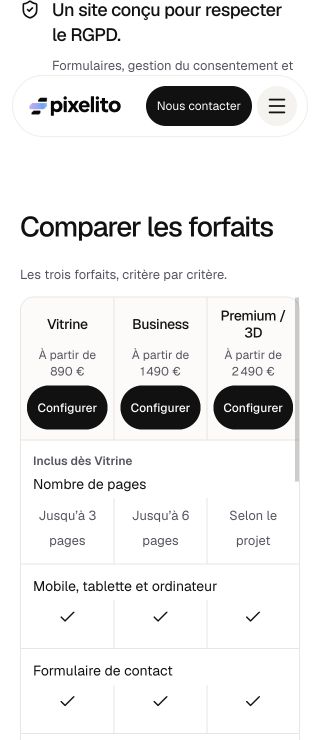 Un site conçu pour respecter
le RGPD.
Formulaires, gestion du consentement et
pixelito
Nous contacter
Comparer les forfaits
Les trois forfaits, critère par critère.
Vitrine
À partir de
890 €
Configurer
Business
À partir de
1 490 €
Configurer
Premium /
3D
À partir de
2 490 €
Configurer
Inclus dès Vitrine
Nombre de pages
Jusqu’à 3
pages
Jusqu’à 6
pages
Selon le
projet
Mobile, tablette et ordinateur
Formulaire de contact